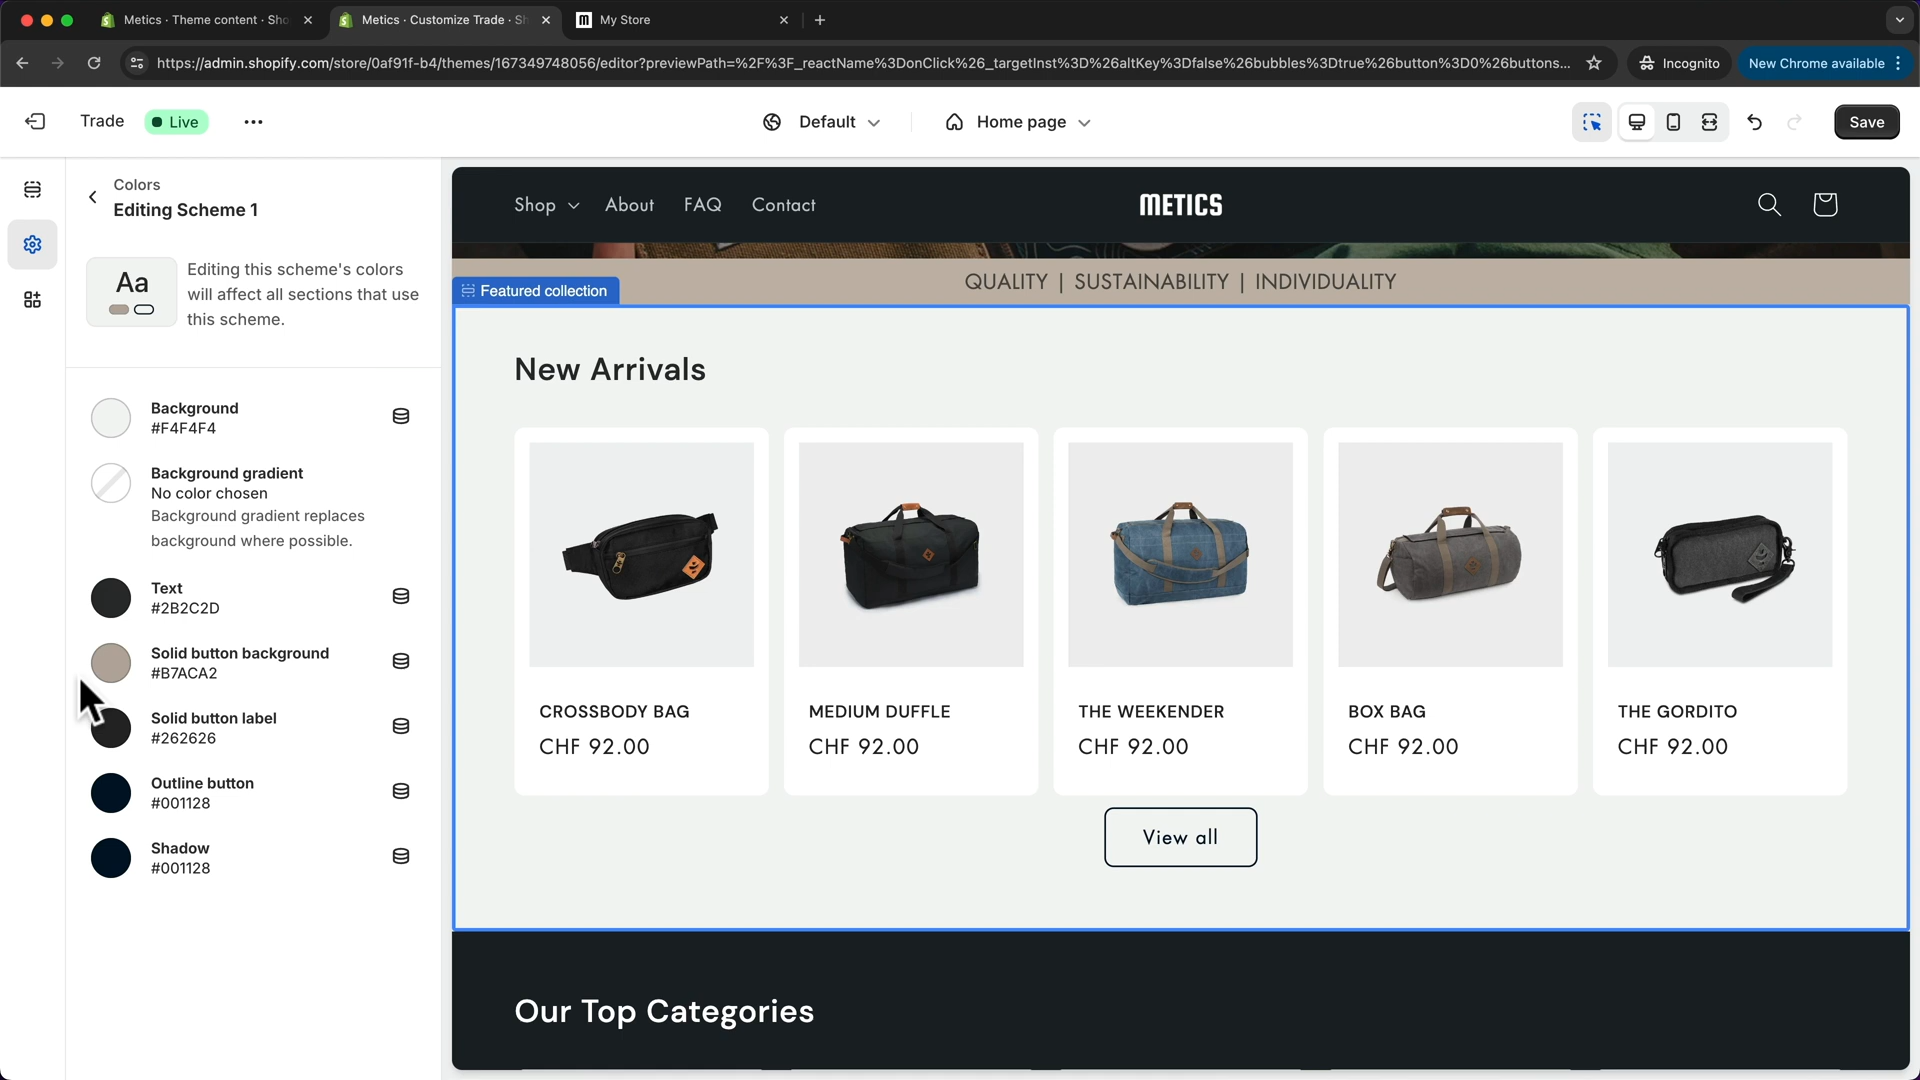 Metics · Theme content · Sho
Metics · Customize Trade · Sh
My Store
https://admin.shopify.com/store/0af91f-b4/themes/167349748056/editor?previewPath=%2F%3F_reactName%3DonClick%26_targetInst%3D%26altKey%3Dfalse%26bubbles%3Dtrue%26button%3D0%26buttons...
Incognito
New Chrome available
Trade
Live
Default
Home page
Save
Colors
Editing Scheme 1
Aa
Editing this scheme's colors
will affect all sections that use
this scheme.
Background
#F4F4F4
Background gradient
No color chosen
Background gradient replaces
background where possible.
Text
#2B2C2D
Solid button background
#B7ACA2
Solid button label
#262626
Outline button
#001128
Shadow
#001128
Shop
About
FAQ
Contact
METICS
QUALITY | SUSTAINABILITY | INDIVIDUALITY
Featured collection
New Arrivals
CROSSBODY BAG
CHF 92.00
MEDIUM DUFFLE
CHF 92.00
THE WEEKENDER
CHF 92.00
BOX BAG
CHF 92.00
THE GORDITO
CHF 92.00
View all
Our Top Categories